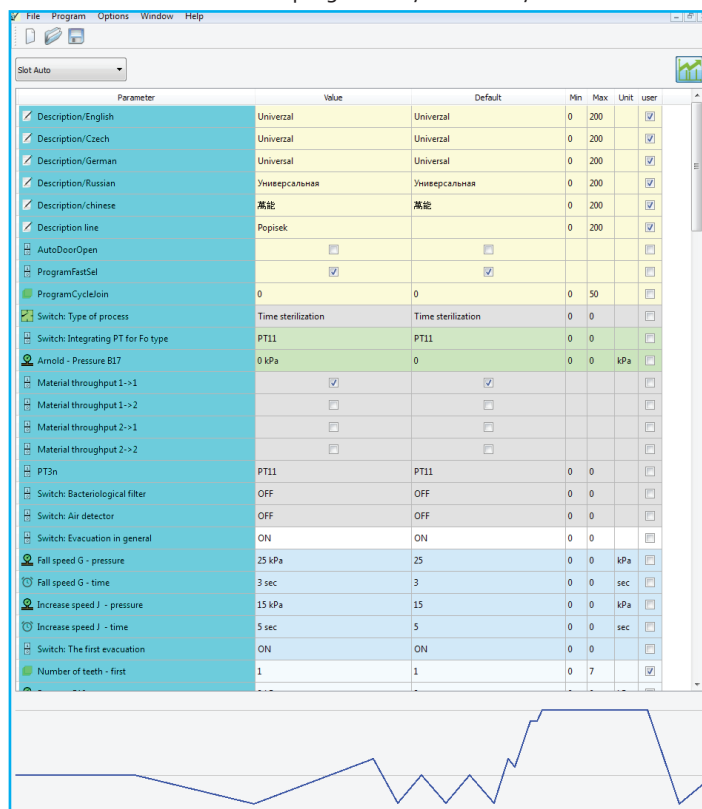 File Program Options Window Help
Slot Auto
Parameter Value Default Min Max Unit user
Description/English Univerzal Univerzal 0 200
Description/Czech Univerzal Univerzal 0 200
Description/German Universal Universal 0 200
Description/Russian Универсальная Универсальная 0 200
Description/chinese 萬能 萬能 0 200
Description line Popisek 0 200
AutoDoorOpen
ProgramFastSel
ProgramCycleJoin 0 0 0 50
Switch: Type of process Time sterilization Time sterilization 0 0
Switch: Integrating PT for Fo type PT11 PT11 0 0
Arnold - Pressure B17 0 kPa 0 0 0 kPa
Material throughput 1->1
Material throughput 1->2
Material throughput 2->1
Material throughput 2->2
PT3n PT11 PT11 0 0
Switch: Bacteriological filter OFF OFF 0 0
Switch: Air detector OFF OFF 0 0
Switch: Evacuation in general ON ON 0 0
Fall speed G - pressure 25 kPa 25 0 0 kPa
Fall speed G - time 3 sec 3 0 0 sec
Increase speed J - pressure 15 kPa 15 0 0 kPa
Increase speed J - time 5 sec 5 0 0 sec
Switch: The first evacuation ON ON 0 0
Number of teeth - first 1 1 0 7